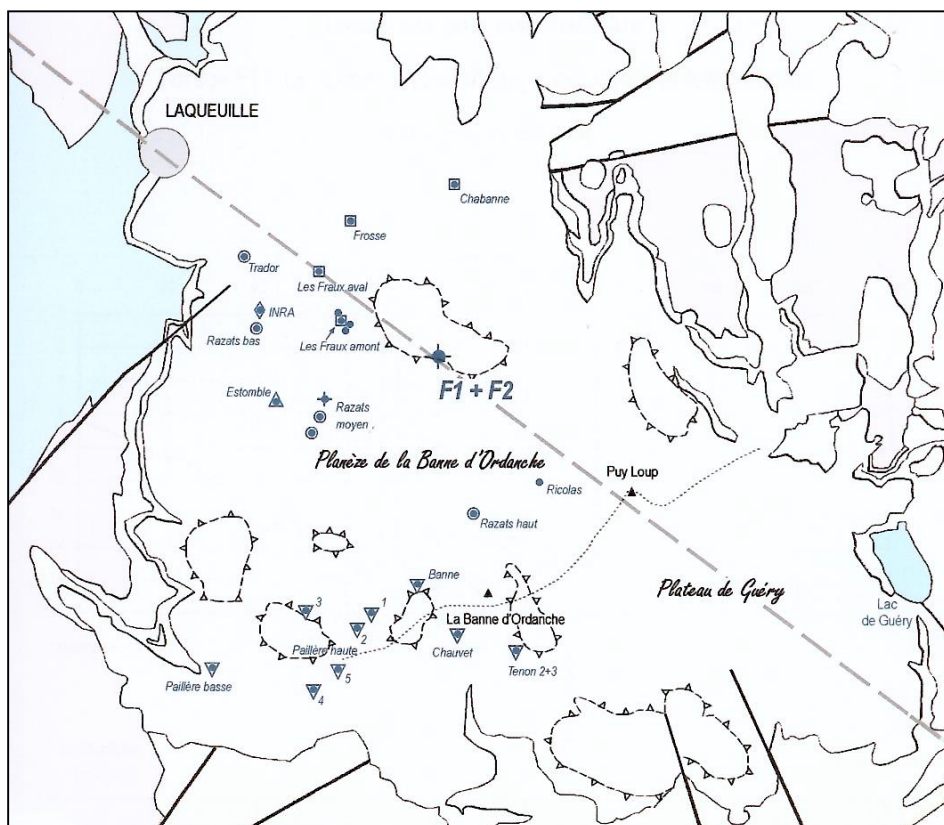 LAQUEUILLE
Chabanne
Frosse
Trador
Les Fraux aval
INRA
Razats bas
Les Fraux amont
Estomble
F1 + F2
Razats
moyen
Planèze de la Banne d'Ordanche
Puy Loup
Ricolas
Razats haut
Banne
Plateau de Guéry
Lac
de Guéry
3
1
2
La Banne d'Ordanche
Paillère haute
Chauvet
Tenon 2+3
Paillère basse
5
4